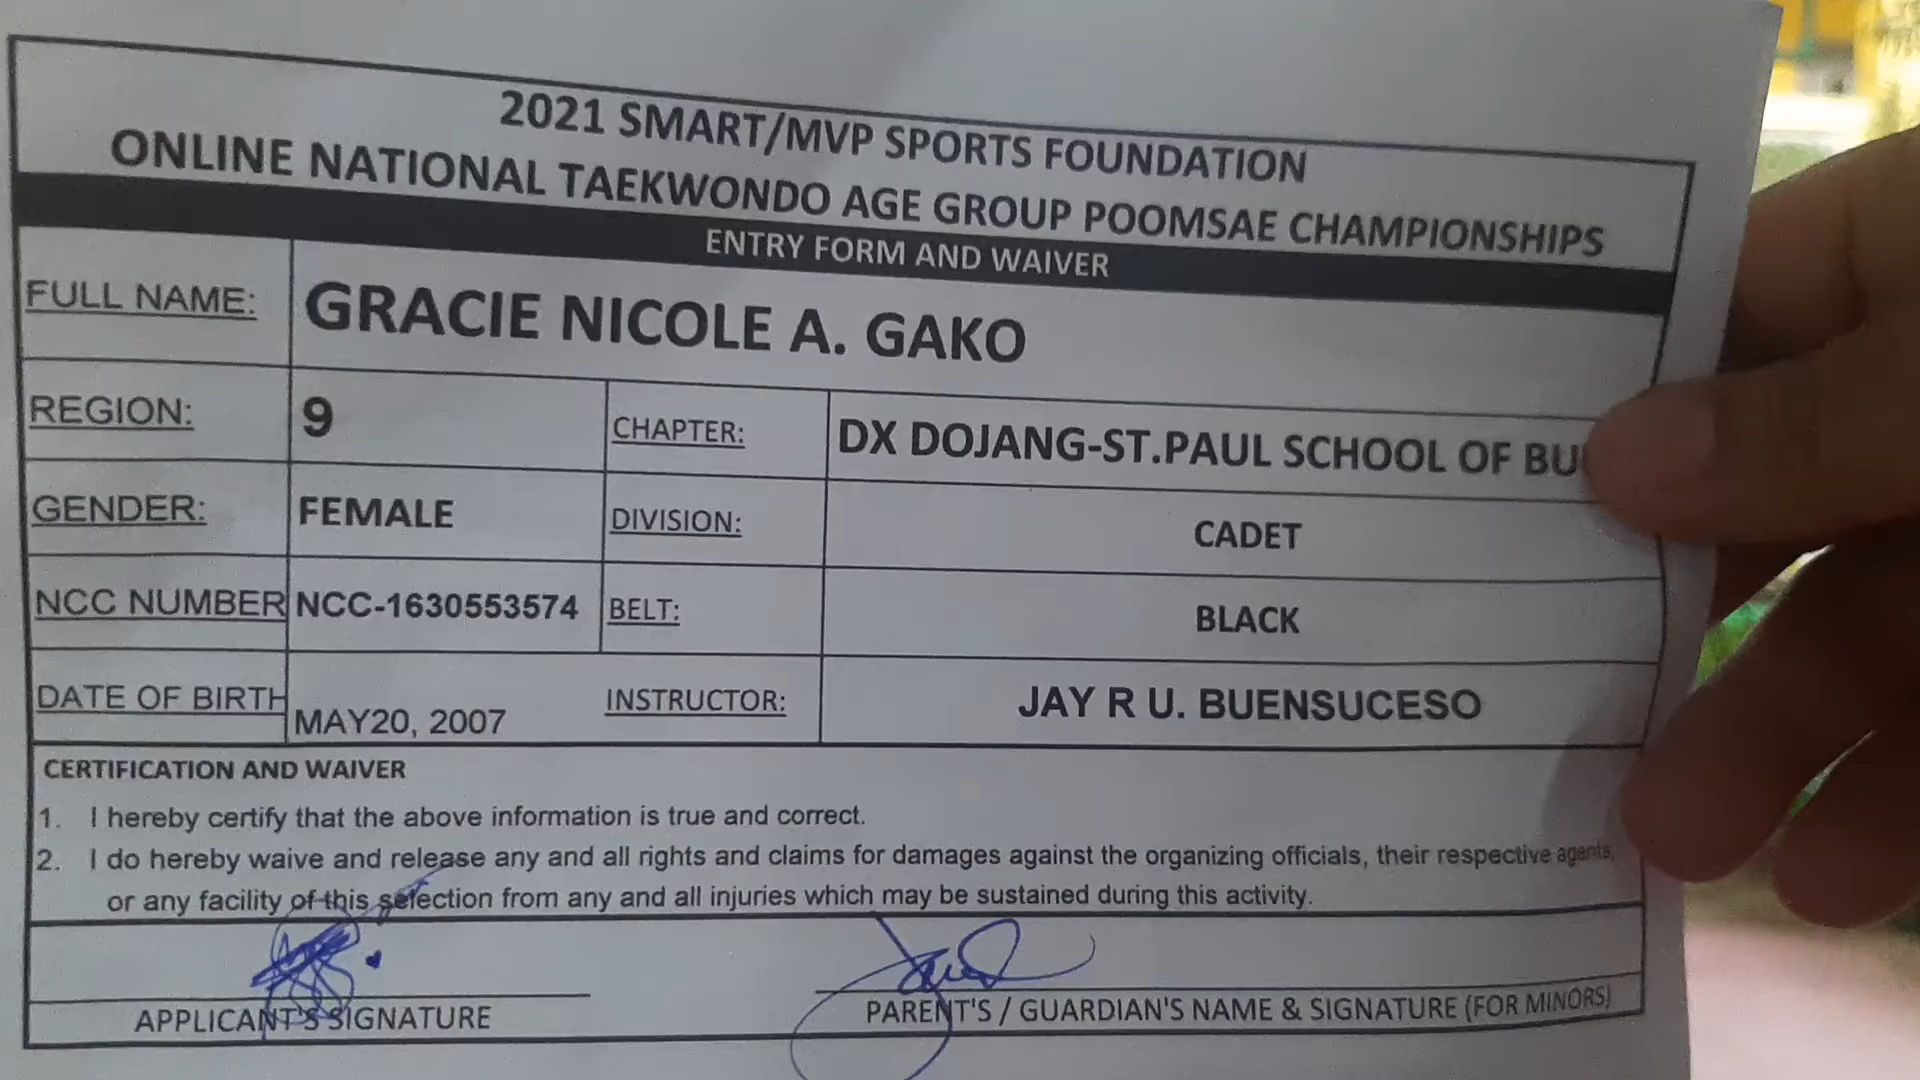 2021 SMART/MVP SPORTS FOUNDATION
ONLINE NATIONAL TAEKWONDO AGE GROUP POOMSAE CHAMPIONSHIPS
ENTRY FORM AND WAIVER
FULL NAME: GRACIE NICOLE A. GAKO
REGION: 9 CHAPTER: DX DOJANG-ST.PAUL SCHOOL OF BU
GENDER: FEMALE DIVISION: CADET
NCC NUMBER NCC-1630553574 BELT: BLACK
DATE OF BIRTH MAY20, 2007 INSTRUCTOR: JAY R U. BUENSUCESO
CERTIFICATION AND WAIVER
1. I hereby certify that the above information is true and correct.
2. I do hereby waive and release any and all rights and claims for damages against the organizing officials, their respective agents,
or any facility of this selection from any and all injuries which may be sustained during this activity.
APPLICANT'S SIGNATURE
PARENT'S / GUARDIAN'S NAME & SIGNATURE (FOR MINORS)